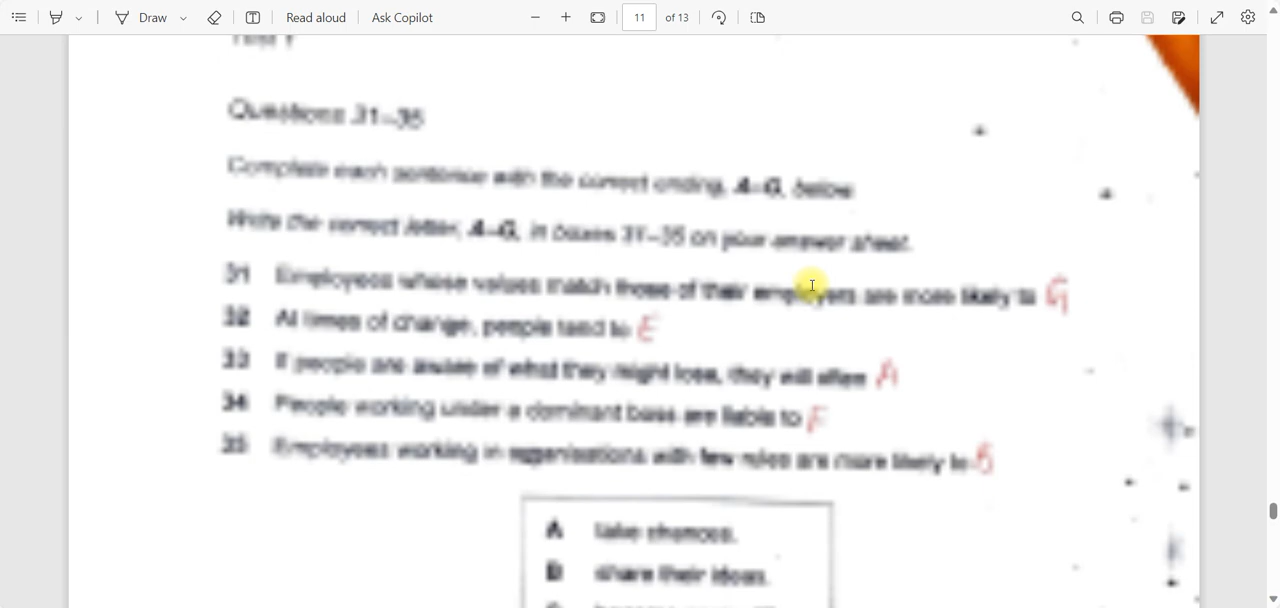 Draw
Read aloud
Ask Copilot
11 of 13
Questions 31–35
Complete each sentence with the correct ending, A–G, below.
Write the correct letter, A–G, in boxes 31–35 on your answer sheet.
31 Employees whose values match those of their employers are more likely to G
32 At times of change, people tend to E
33 If people are aware of what they might lose, they will often A
34 People working under a dominant boss are liable to F
35 Employees working in organisations with few rules are more likely to B
A take chances.
B share their ideas.